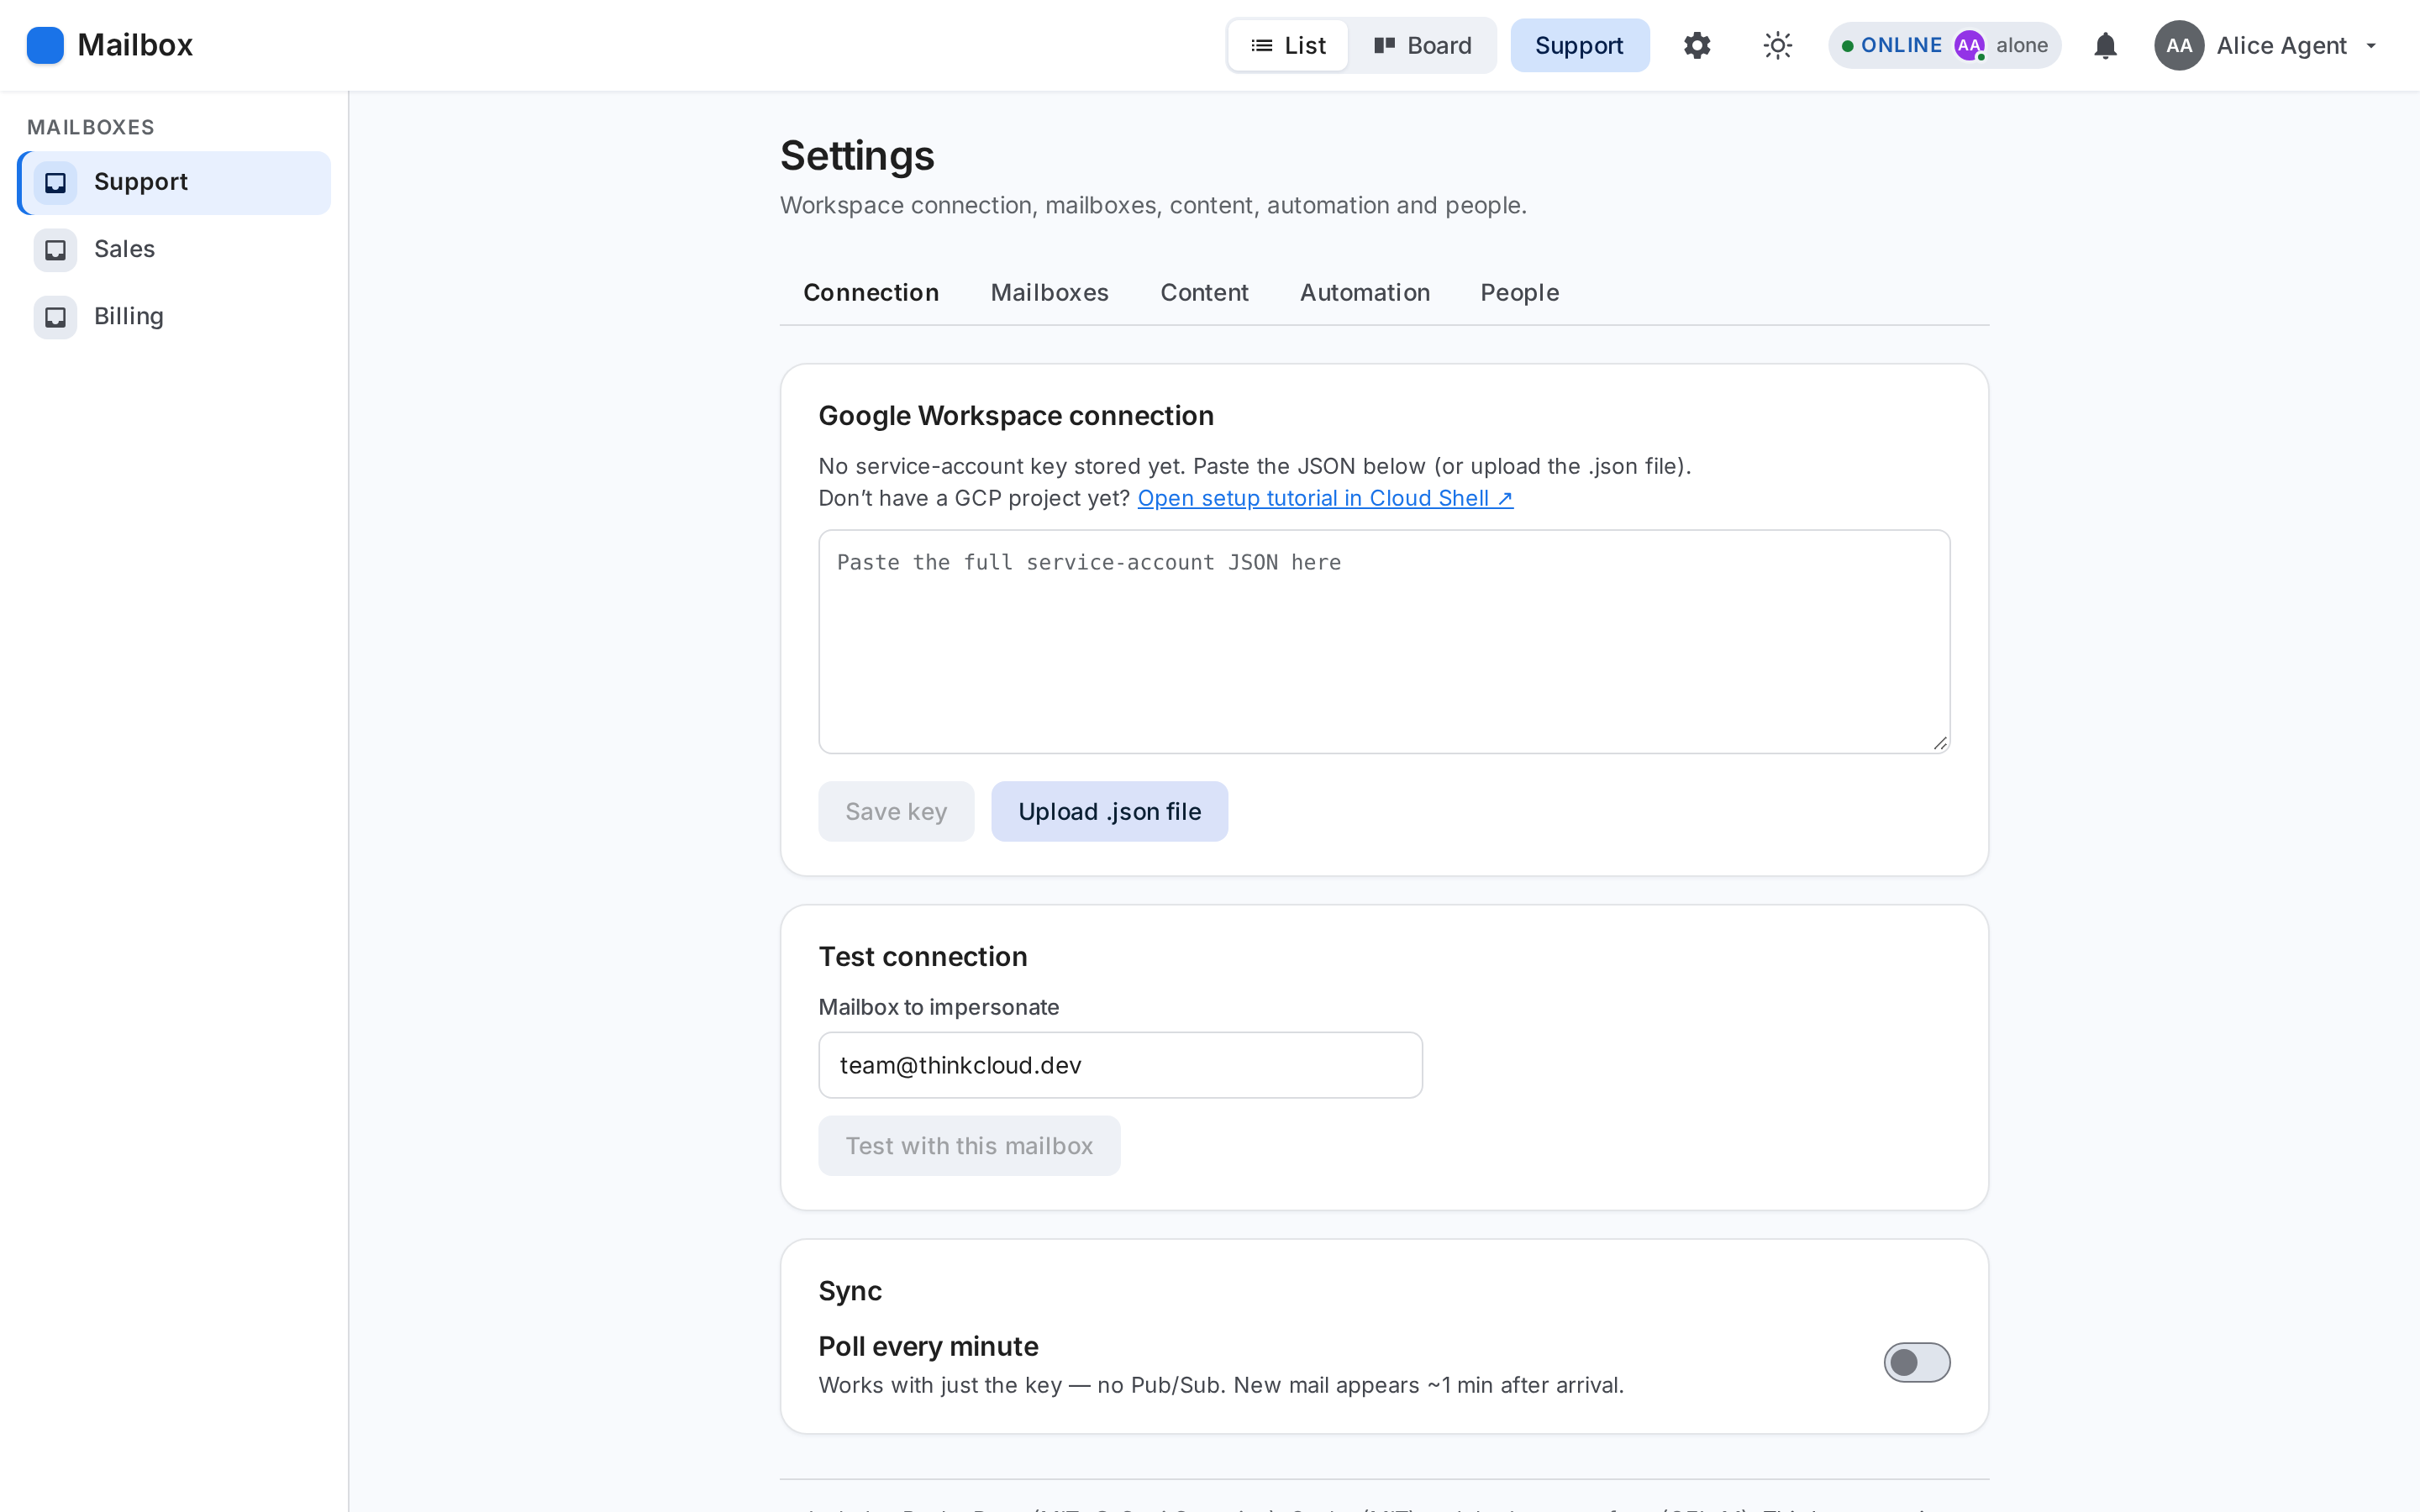 Mailbox
List
Board
Support
ONLINE
AA
alone
AA
Alice Agent
MAILBOXES
Support
Sales
Billing
Settings
Workspace connection, mailboxes, content, automation and people.
Connection
Mailboxes
Content
Automation
People
Google Workspace connection
No service-account key stored yet. Paste the JSON below (or upload the .json file).
Don’t have a GCP project yet? Open setup tutorial in Cloud Shell ↗
Paste the full service-account JSON here
Save key
Upload .json file
Test connection
Mailbox to impersonate
team@thinkcloud.dev
Test with this mailbox
Sync
Poll every minute
Works with just the key — no Pub/Sub. New mail appears ~1 min after arrival.